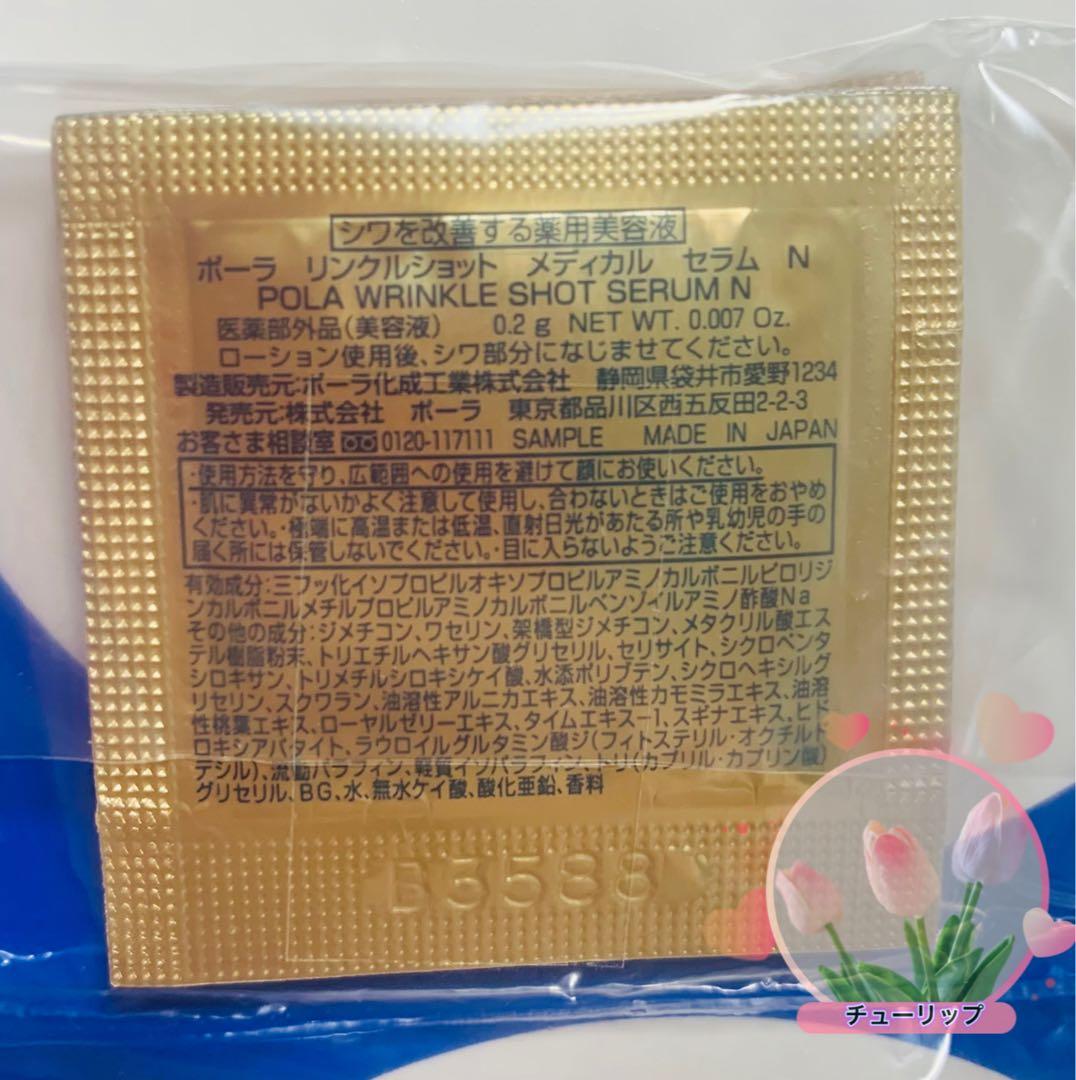 シワを改善する薬用美容液
ポーラ リンクルショット メディカル セラム N
POLA WRINKLE SHOT SERUM N
医薬部外品(美容液) 0.2g NET WT. 0.007 Oz.
ローション使用後、シワ部分になじませてください。
製造販売元:ポーラ化成工業株式会社 静岡県袋井市愛野1234
発売元:株式会社 ポーラ 東京都品川区西五反田2-2-3
お客さま相談室 0120-117111 SAMPLE MADE IN JAPAN
・使用方法を守り、広範囲への使用を避けて顔にお使いください。
・肌に異常がないかよく注意して使用し、合わないときはご使用をおやめ
ください。・極端に高温または低温、直射日光があたる所や乳幼児の手の
届く所には保管しないでください。・目に入らないようご注意ください。
有効成分:三フッ化イソプロピルオキソプロピルアミノカルボニルピロリジ
ンカルボニルメチルプロピルアミノカルボニルベンゾイルアミノ酢酸Na
その他の成分:ジメチコン、ワセリン、架橋型ジメチコン、メタクリル酸エス
テル樹脂粉末、トリエチルヘキサン酸グリセリル、セリサイト、シクロペンタ
シロキサン、トリメチルシロキシケイ酸、水添ポリブテン、シクロヘキシルグ
リセリン、スクワラン、油溶性アルニカエキス、油溶性カモミラエキス、油溶
性桃葉エキス、ローヤルゼリーエキス、タイムエキス-1、スギナエキス、ヒド
ロキシアパタイト、ラウロイルグルタミン酸ジ(フィトステリル・オクチルド
デシル)、流動パラフィン、軽質イソパラフィン、トリ(カプリル・カプリン酸)
グリセリル、BG、水、無水ケイ酸、酸化亜鉛、香料
B3588
チューリップ